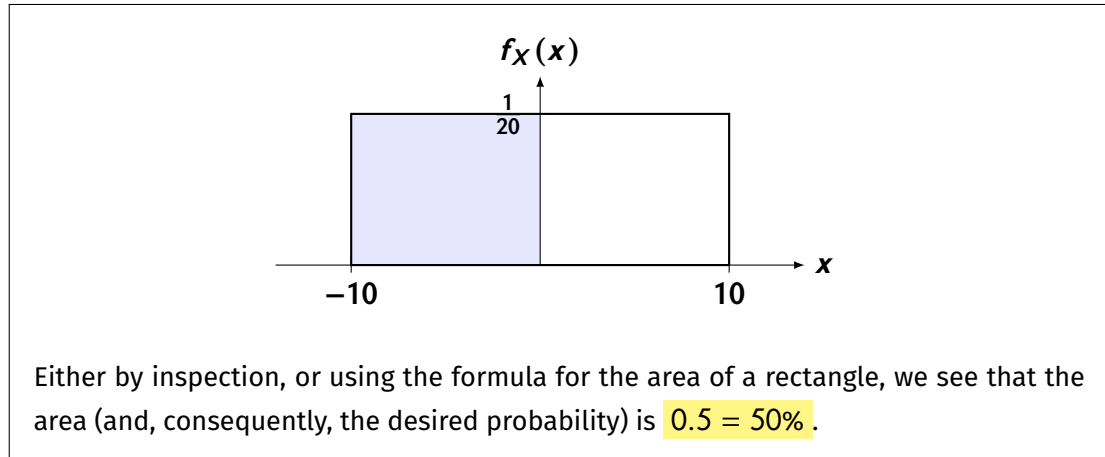 f_X(x)
1
20
x
−10 10
Either by inspection, or using the formula for the area of a rectangle, we see that the
area (and, consequently, the desired probability) is 0.5 = 50% .